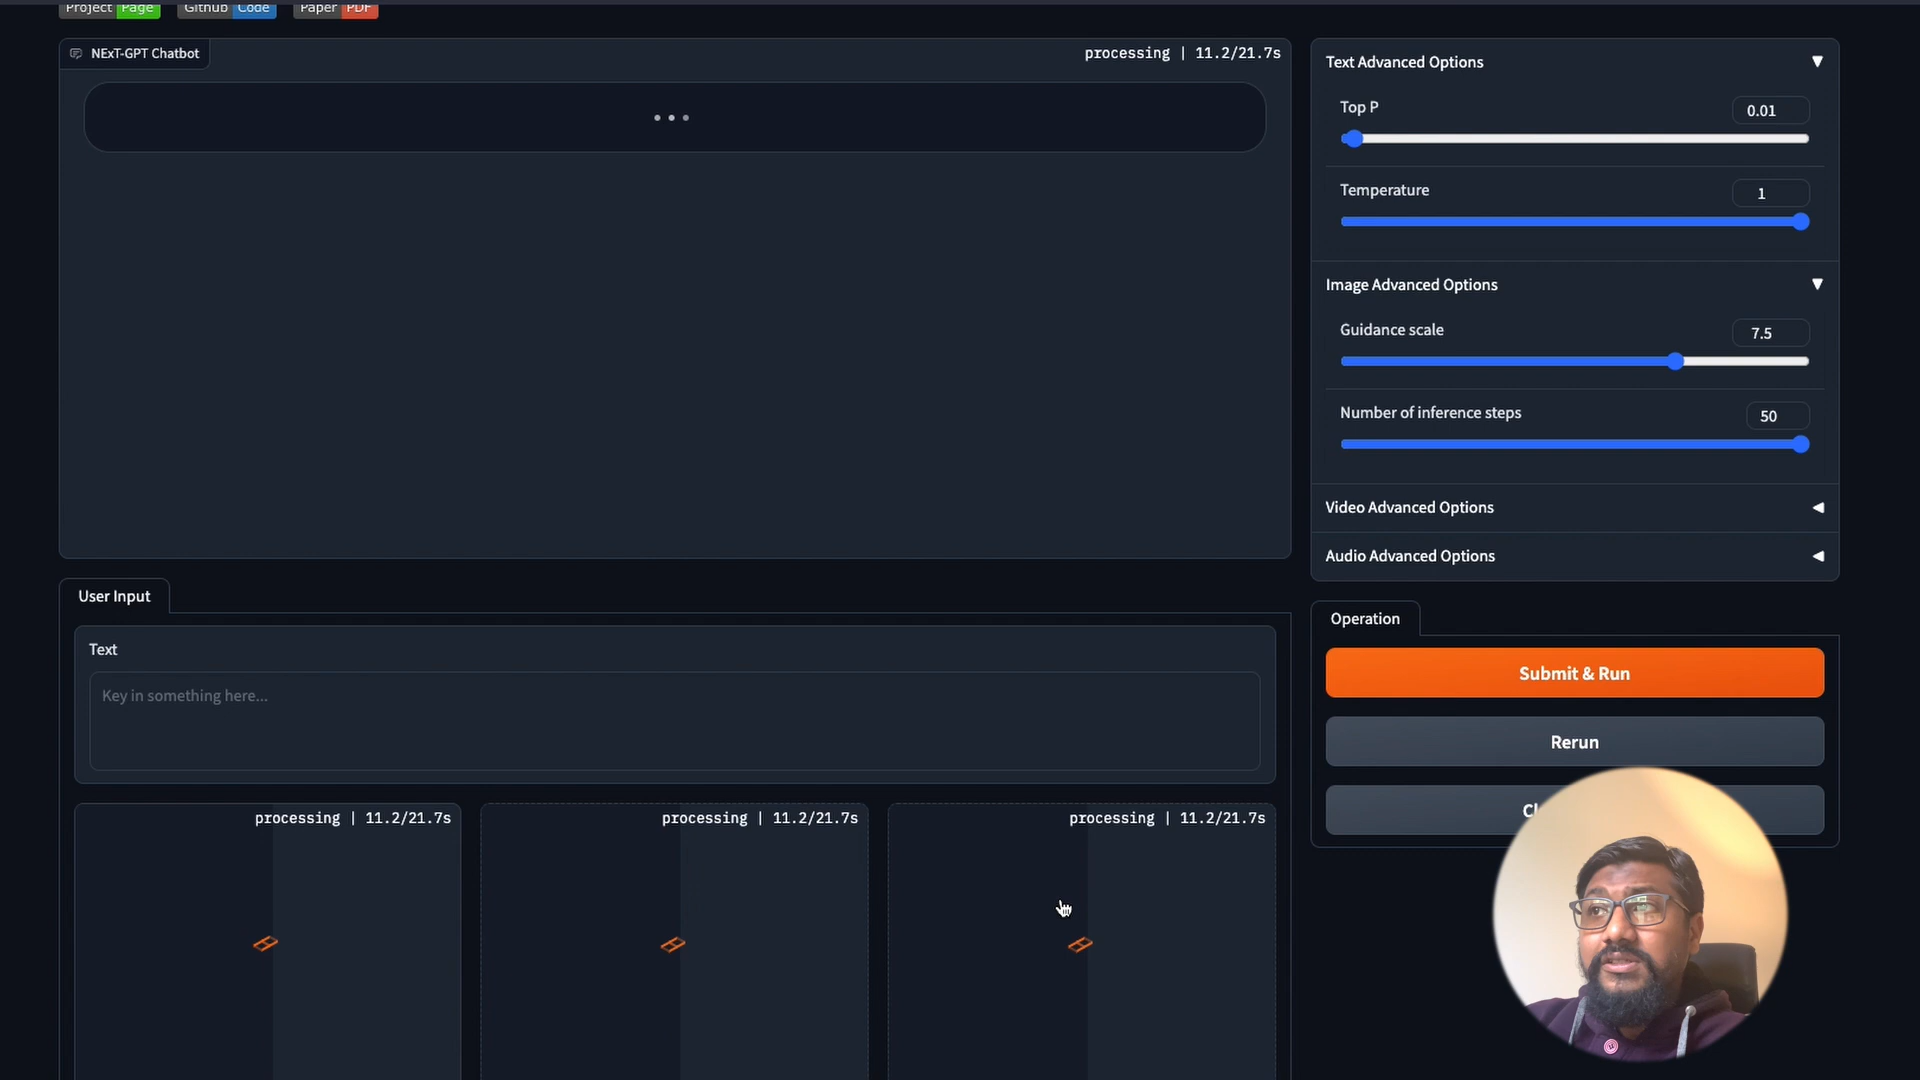 Project Page Github Code Paper PDF
NExT-GPT Chatbot
processing | 11.2/21.7s
Text Advanced Options
Top P
0.01
Temperature
1
Image Advanced Options
Guidance scale
7.5
Number of inference steps
50
Video Advanced Options
Audio Advanced Options
User Input
Text
Key in something here...
processing | 11.2/21.7s
processing | 11.2/21.7s
processing | 11.2/21.7s
Operation
Submit & Run
Rerun